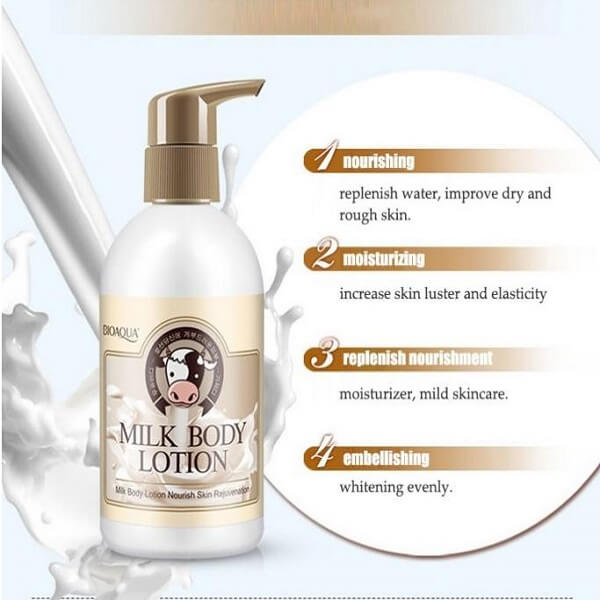 1 nourishing
replenish water, improve dry and
rough skin.
2 moisturizing
increase skin luster and elasticity
3 replenish nourishment
moisturizer, mild skincare.
4 embellishing
whitening evenly.
BIOAQUA
MILK BODY
LOTION
Milk Body Lotion Nourish Skin Rejuvenation